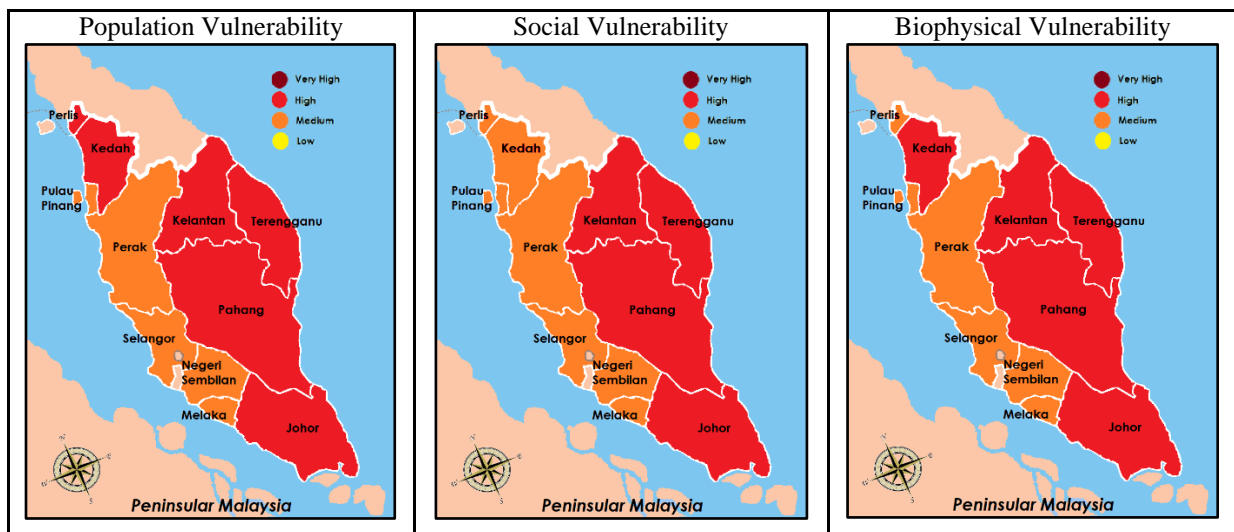 Population Vulnerability
Very High
High
Medium
Low
Perlis
Kedah
Pulau
Pinang
Kelantan
Terengganu
Perak
Pahang
Selangor
Negeri
Sembilan
Melaka
Johor
Peninsular Malaysia
Social Vulnerability
Very High
High
Medium
Low
Perlis
Kedah
Pulau
Pinang
Kelantan
Terengganu
Perak
Pahang
Selangor
Negeri
Sembilan
Melaka
Johor
Peninsular Malaysia
Biophysical Vulnerability
Very High
High
Medium
Low
Perlis
Kedah
Pulau
Pinang
Kelantan
Terengganu
Perak
Pahang
Selangor
Negeri
Sembilan
Melaka
Johor
Peninsular Malaysia